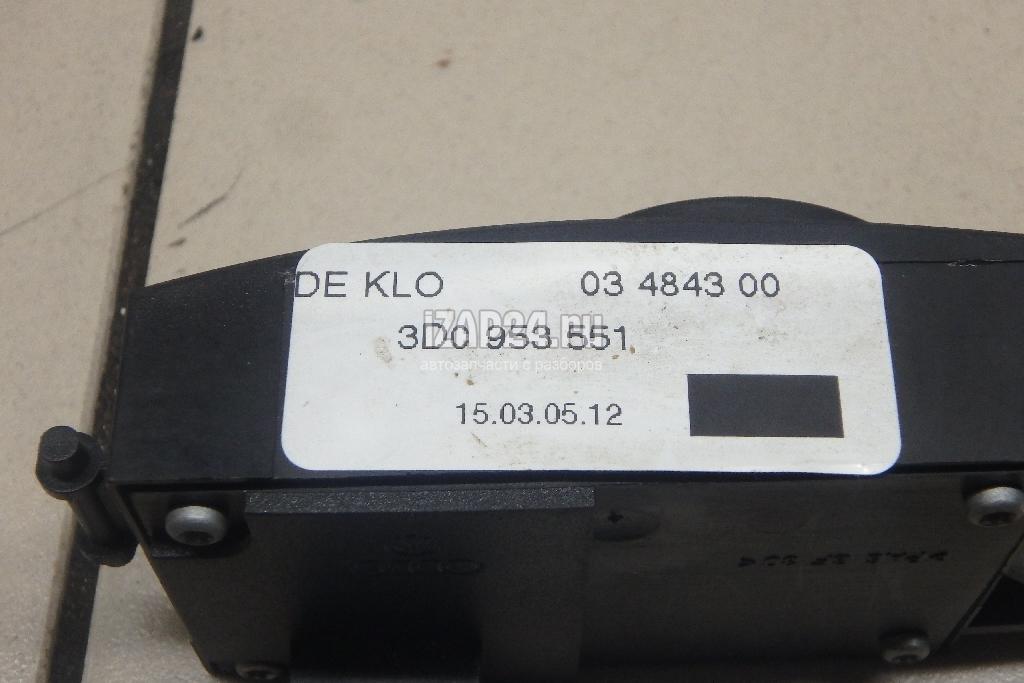 DE KLO 03 4843 00
iZAP24.ru
3D0 953 551
автозапчасти с разборов
15.03.05.12